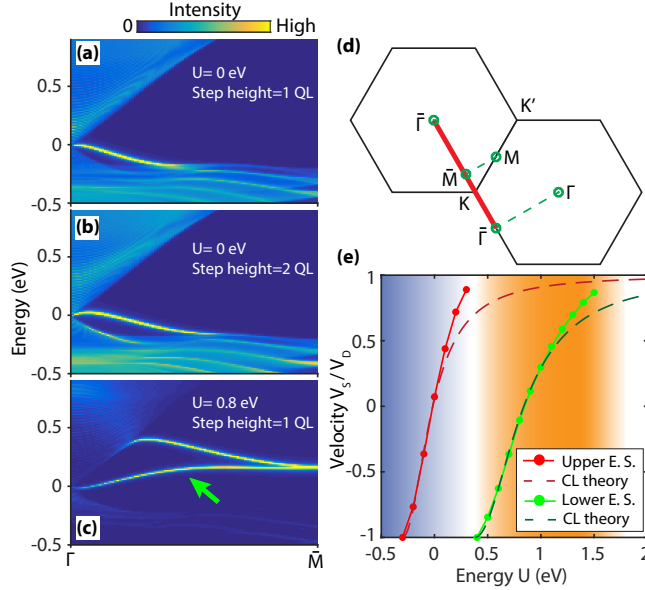 Intensity
0 High
(a)
U= 0 eV
Step height=1 QL
0.5
0
-0.5
(b)
U= 0 eV
Step height=2 QL
0.5
0
-0.5
Energy (eV)
U= 0.8 eV
Step height=1 QL
0.5
0
-0.5
(c)
Γ M̄
(d)
K'
Γ̄
M
M̄
K
Γ
Γ̄
(e)
1
0.5
0
-0.5
-1
Velocity V_S / V_D
Upper E. S.
CL theory
Lower E. S.
CL theory
-0.5 0 0.5 1 1.5 2
Energy U (eV)